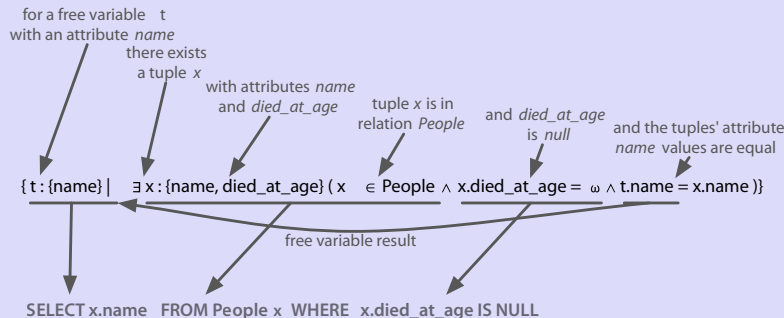 for a free variable t
with an attribute name
there exists
a tuple x
with attributes name
and died_at_age
tuple x is in
relation People
and died_at_age
is null
and the tuples' attribute
name values are equal
{ t : {name} | ∃ x : {name, died_at_age} ( x ∈ People ∧ x.died_at_age = ω ∧ t.name = x.name )}
free variable result
SELECT x.name FROM People x WHERE x.died_at_age IS NULL